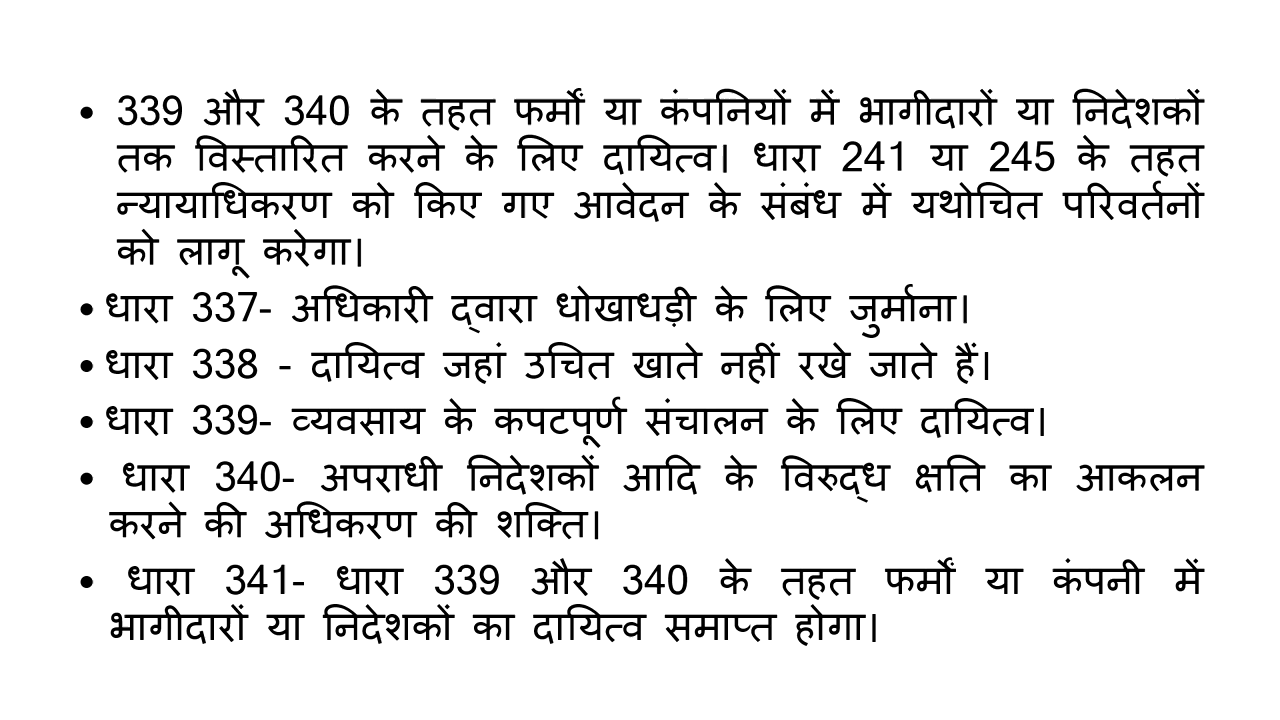 • 339 और 340 के तहत फर्मों या कंपनियों में भागीदारों या निदेशकों
तक विस्तारित करने के लिए दायित्व। धारा 241 या 245 के तहत
न्यायाधिकरण को किए गए आवेदन के संबंध में यथोचित परिवर्तनों
को लागू करेगा।
• धारा 337- अधिकारी द्वारा धोखाधड़ी के लिए जुर्माना।
• धारा 338 - दायित्व जहां उचित खाते नहीं रखे जाते हैं।
• धारा 339- व्यवसाय के कपटपूर्ण संचालन के लिए दायित्व।
• धारा 340- अपराधी निदेशकों आदि के विरुद्ध क्षति का आकलन
करने की अधिकरण की शक्ति।
• धारा 341- धारा 339 और 340 के तहत फर्मों या कंपनी में
भागीदारों या निदेशकों का दायित्व समाप्त होगा।